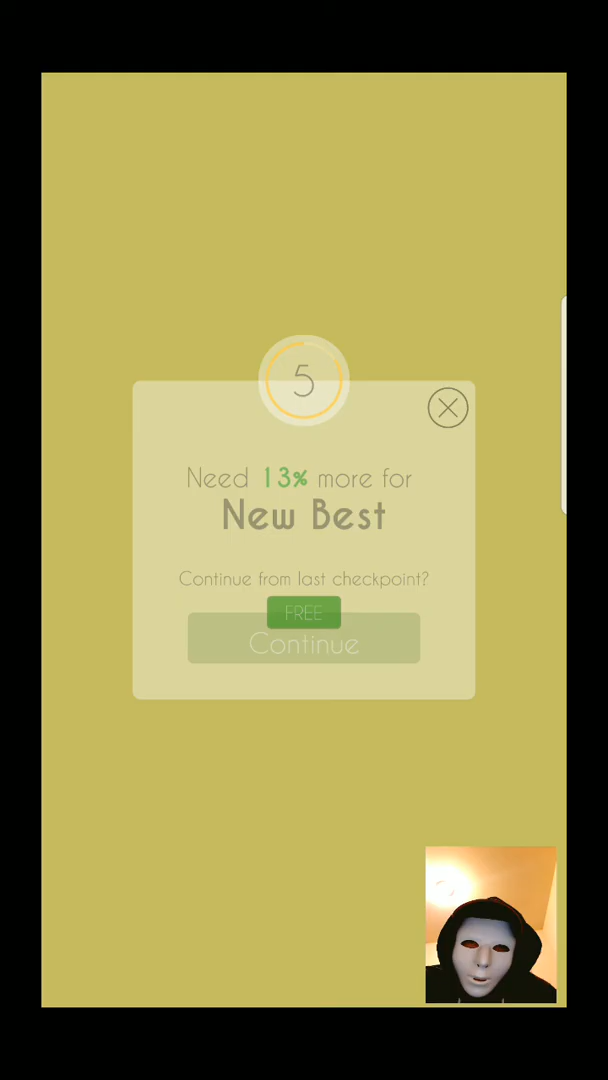 5
Need 13% more for
New Best
Continue from last checkpoint?
FREE
Continue